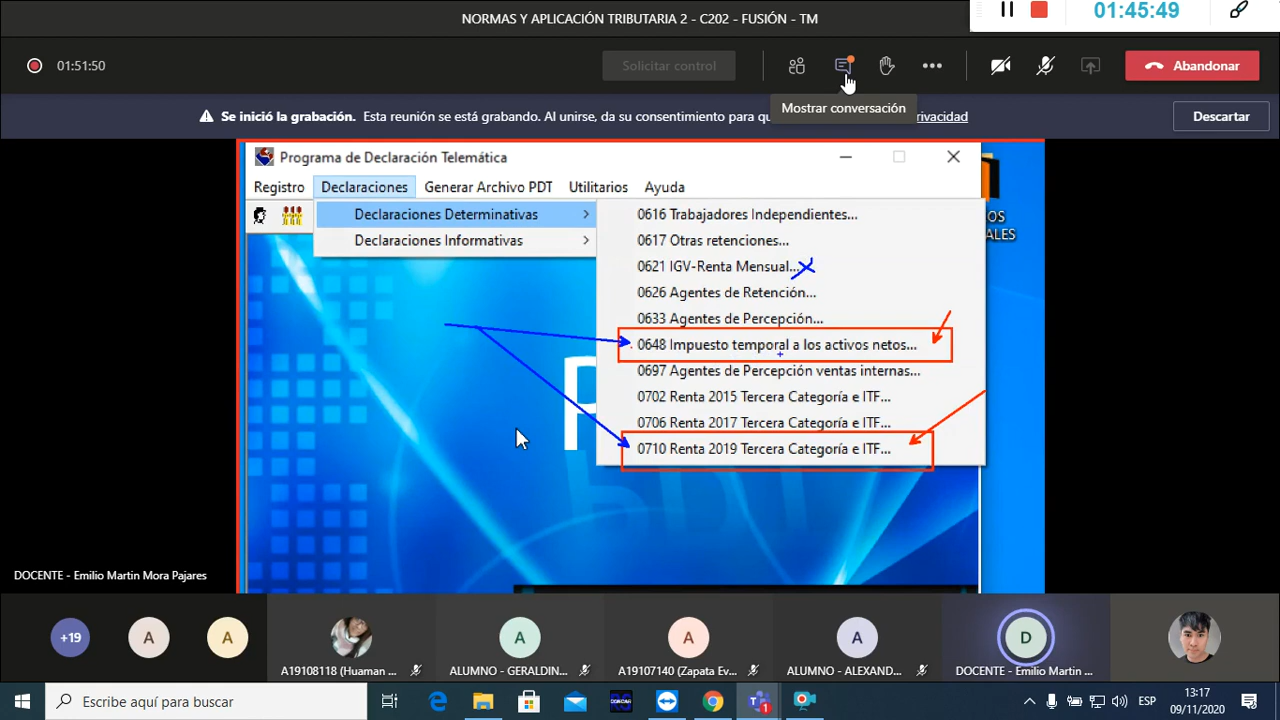 NORMAS Y APLICACIÓN TRIBUTARIA 2 - C202 - FUSIÓN - TM
01:45:49
01:51:50
Solicitar control
Abandonar
Mostrar conversación
Se inició la grabación. Esta reunión se está grabando. Al unirse, da su consentimiento para qu
rivacidad
Descartar
Programa de Declaración Telemática
Registro Declaraciones Generar Archivo PDT Utilitarios Ayuda
Declaraciones Determinativas
Declaraciones Informativas
0616 Trabajadores Independientes...
0617 Otras retenciones...
0621 IGV-Renta Mensual...
0626 Agentes de Retención...
0633 Agentes de Percepción...
0648 Impuesto temporal a los activos netos...
0697 Agentes de Percepción ventas internas...
0702 Renta 2015 Tercera Categoría e ITF...
0706 Renta 2017 Tercera Categoría e ITF...
0710 Renta 2019 Tercera Categoría e ITF...
OS
ALES
DOCENTE - Emilio Martin Mora Pajares
+19
A
A
A
A
A
D
A19108118 (Huaman ...
ALUMNO - GERALDIN...
A19107140 (Zapata Ev...
ALUMNO - ALEXAND...
DOCENTE - Emilio Martin ...
Escribe aquí para buscar
1
ESP
13:17
09/11/2020